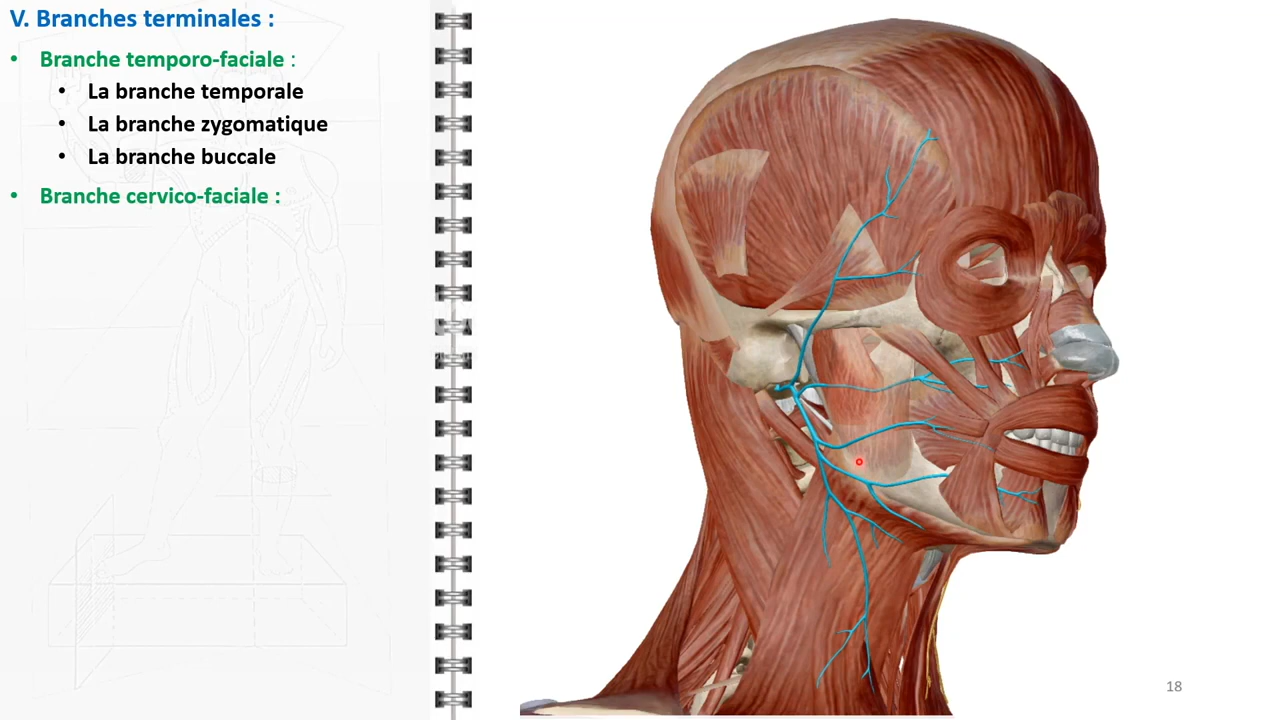 V. Branches terminales :
• Branche temporo-faciale :
• La branche temporale
• La branche zygomatique
• La branche buccale
• Branche cervico-faciale :
18